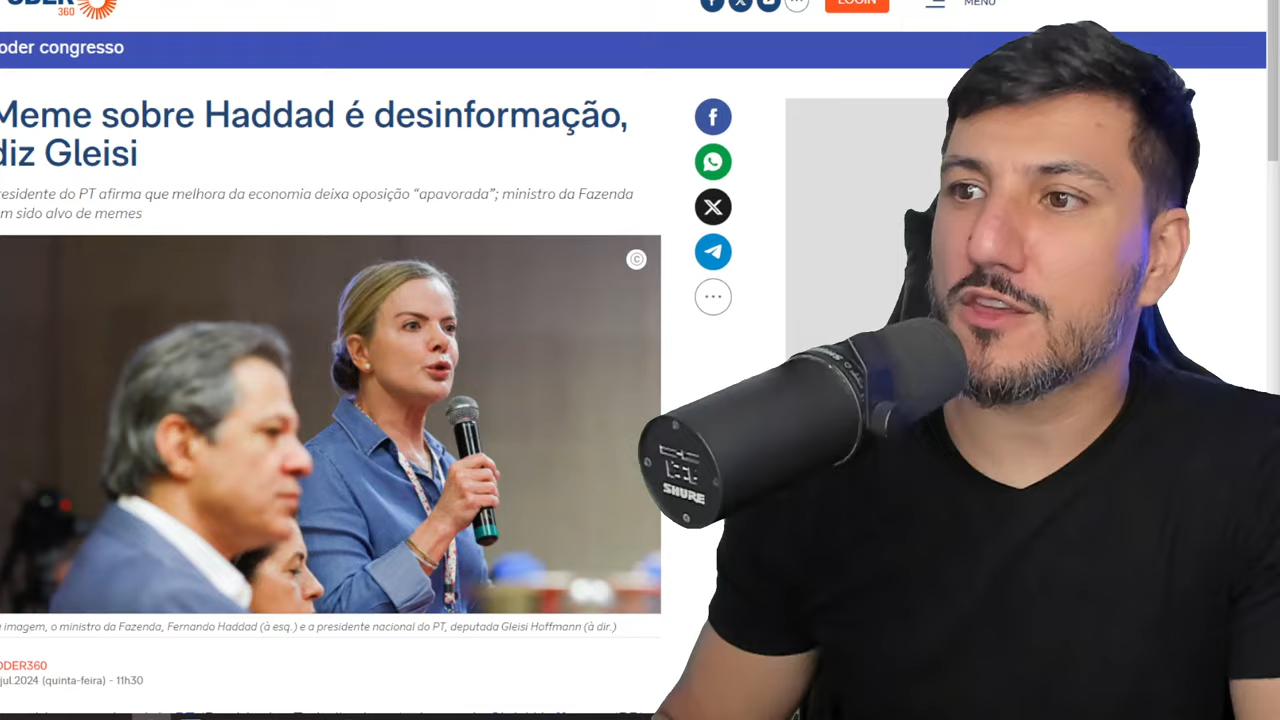 360
LOGIN
MENU
oder congresso
Meme sobre Haddad é desinformação,
diz Gleisi
residente do PT afirma que melhora da economia deixa oposição “apavorada”; ministro da Fazenda
m sido alvo de memes
©
SHURE
a imagem, o ministro da Fazenda, Fernando Haddad (à esq.) e a presidente nacional do PT, deputada Gleisi Hoffmann (à dir.)
ODER360
jul.2024 (quinta-feira) - 11h30